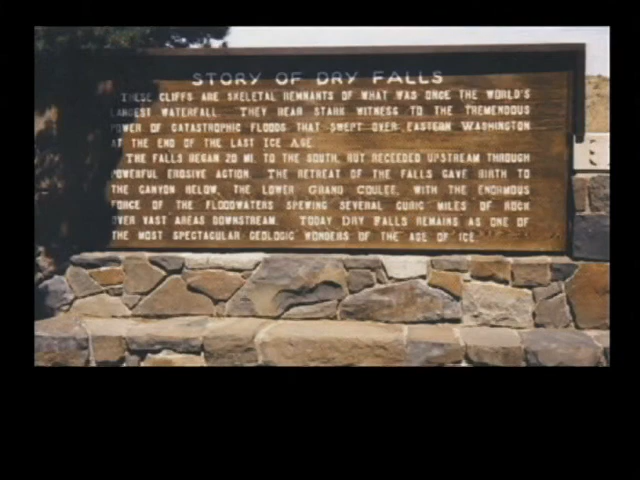 STORY OF DRY FALLS
THESE CLIFFS ARE SKELETAL REMNANTS OF WHAT WAS ONCE THE WORLD'S
LARGEST WATERFALL. THEY BEAR STARK WITNESS TO THE TREMENDOUS
POWER OF CATASTROPHIC FLOODS THAT SWEPT OVER EASTERN WASHINGTON
AT THE END OF THE LAST ICE AGE.
THE FALLS BEGAN 20 MI. TO THE SOUTH, BUT RECEEDED UPSTREAM THROUGH
POWERFUL EROSIVE ACTION. THE RETREAT OF THE FALLS GAVE BIRTH TO
THE CANYON BELOW, THE LOWER GRAND COULEE, WITH THE ENORMOUS
FORCE OF THE FLOODWATERS SPEWING SEVERAL CUBIC MILES OF ROCK
OVER VAST AREAS DOWNSTREAM. TODAY DRY FALLS REMAINS AS ONE OF
THE MOST SPECTACULAR GEOLOGIC WONDERS OF THE AGE OF ICE.